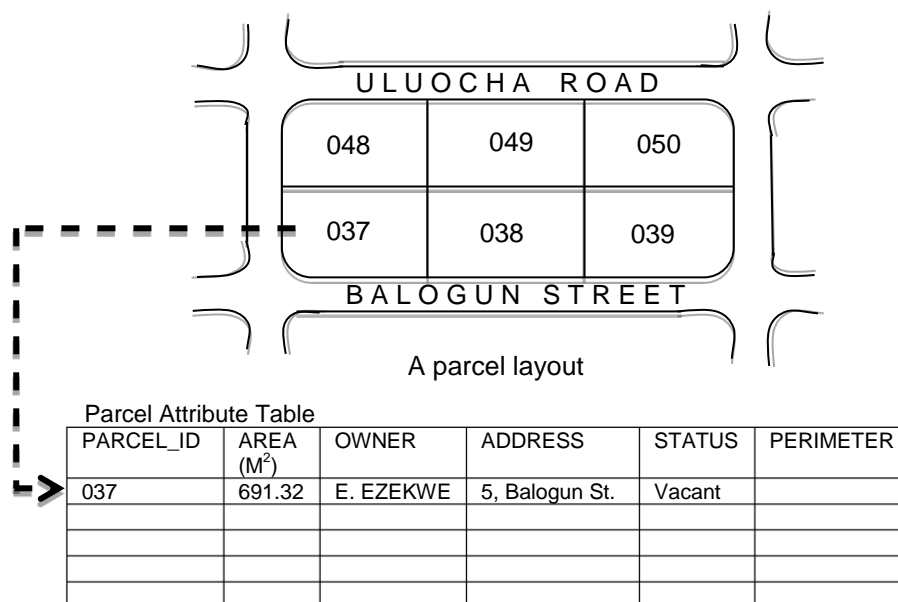 ULUOCHA ROAD
048 049 050
037 038 039
BALOGUN STREET
A parcel layout
Parcel Attribute Table
PARCEL_ID AREA (M²) OWNER ADDRESS STATUS PERIMETER
037 691.32 E. EZEKWE 5, Balogun St. Vacant